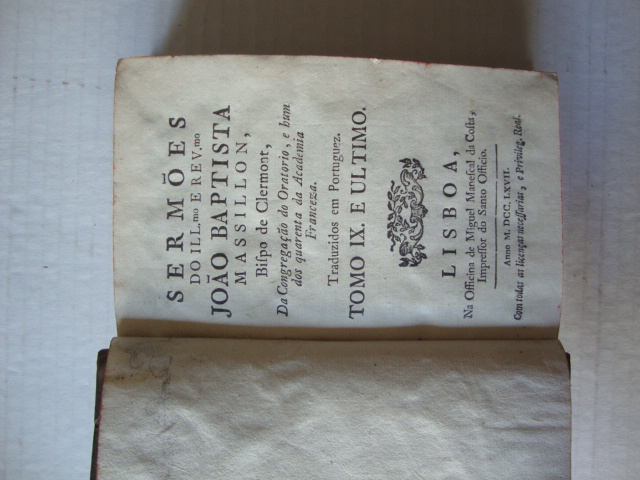 SERMÕES
DO ILL.mo E REV.mo
JOÃO BAPTISTA
MASSILLON,
Bispo de Clermont,
Da Congregação do Oratorio, e hum
dos quarenta da Academia
Franceza.
Traduzidos em Portuguez.
TOMO IX. E ULTIMO.
LISBOA,
Na Officina de Miguel Manescal da Costa,
Impressor do Santo Officio.
Anno M. DCC. LXVII.
Com todas as licenças necessarias, e Privileg. Real.